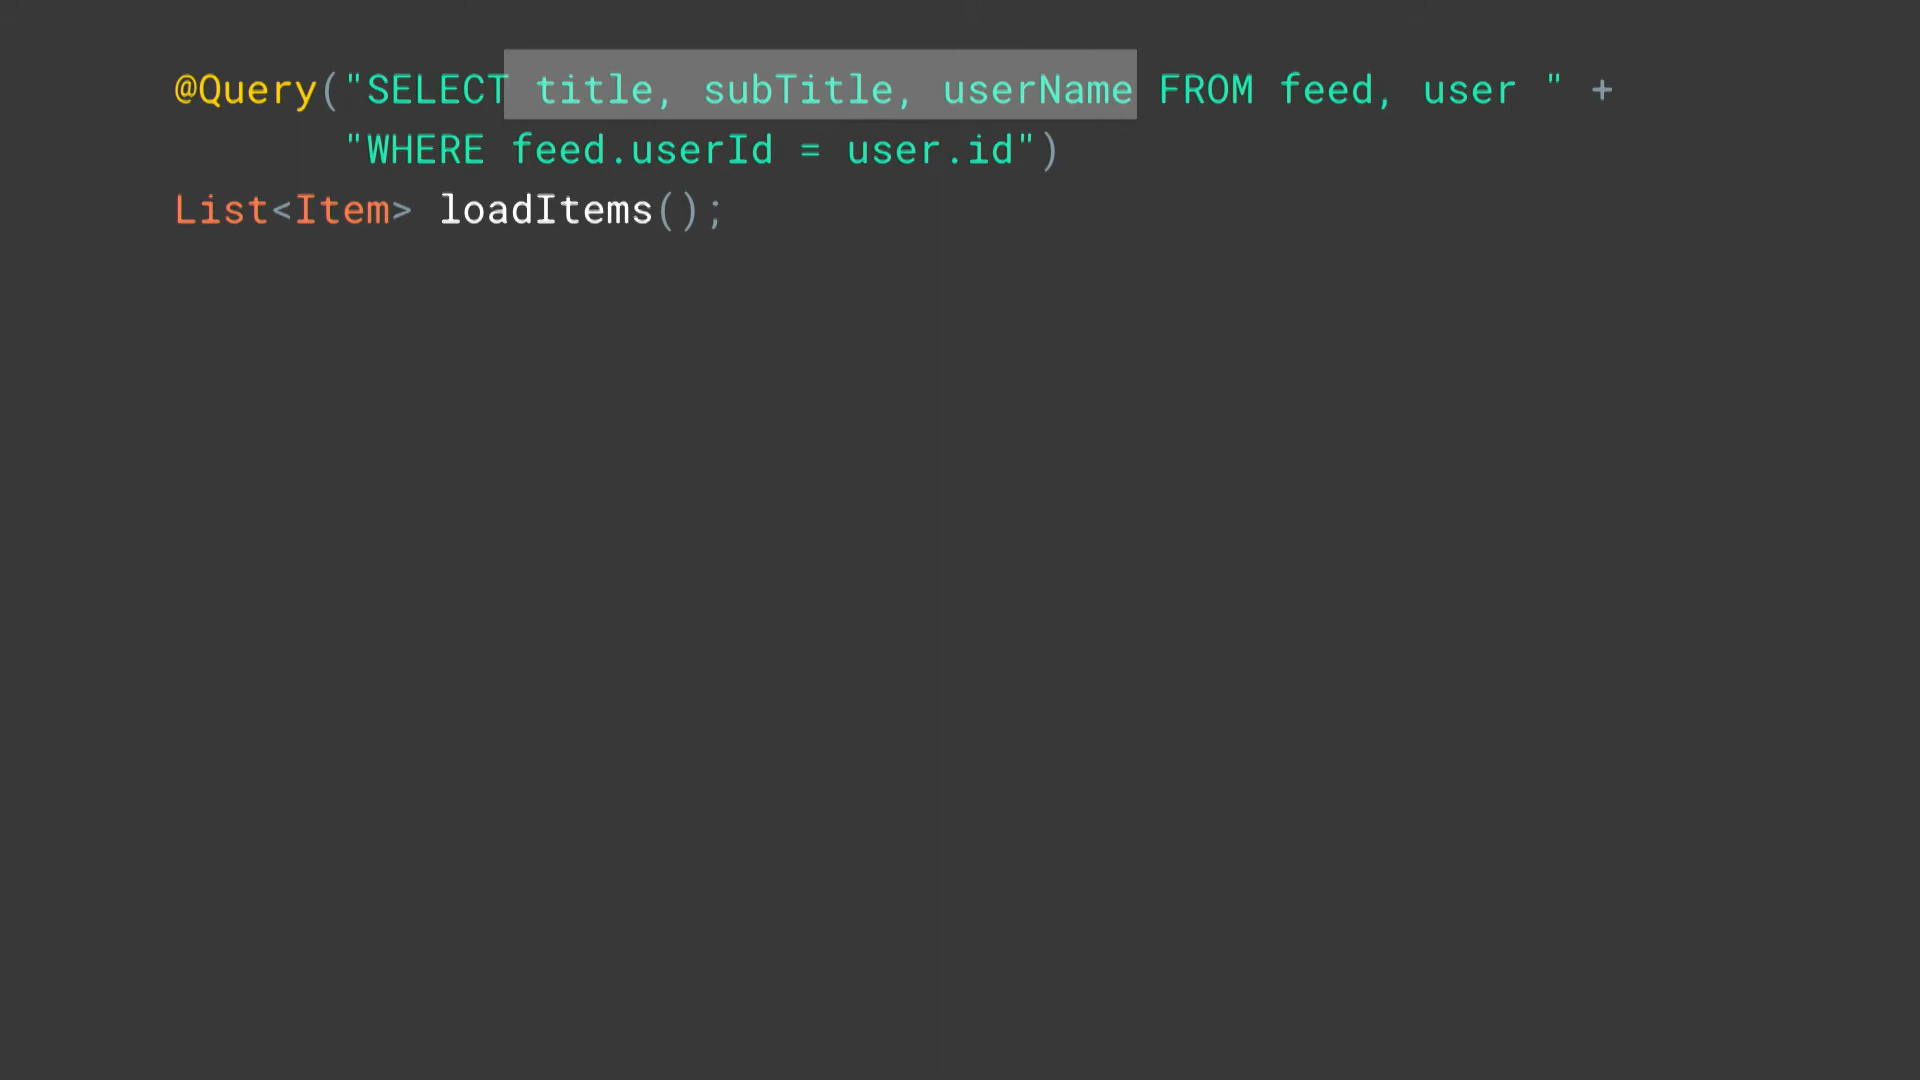 @Query("SELECT title, subTitle, userName FROM feed, user " +
"WHERE feed.userId = user.id")
List<Item> loadItems();